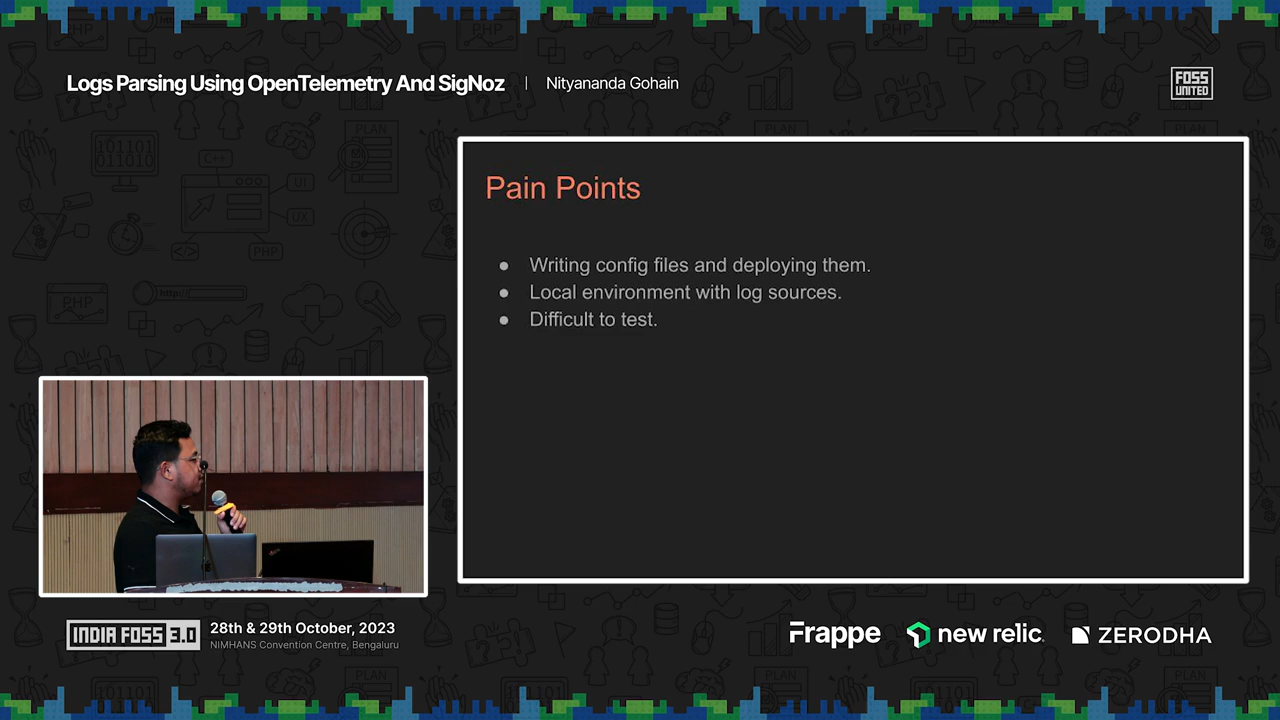 Logs Parsing Using OpenTelemetry And SigNoz | Nityananda Gohain
FOSS
UNITED
Pain Points
● Writing config files and deploying them.
● Local environment with log sources.
● Difficult to test.
INDIA FOSS 3.0
28th & 29th October, 2023
NIMHANS Convention Centre, Bengaluru
Frappe
new relic
ZERODHA